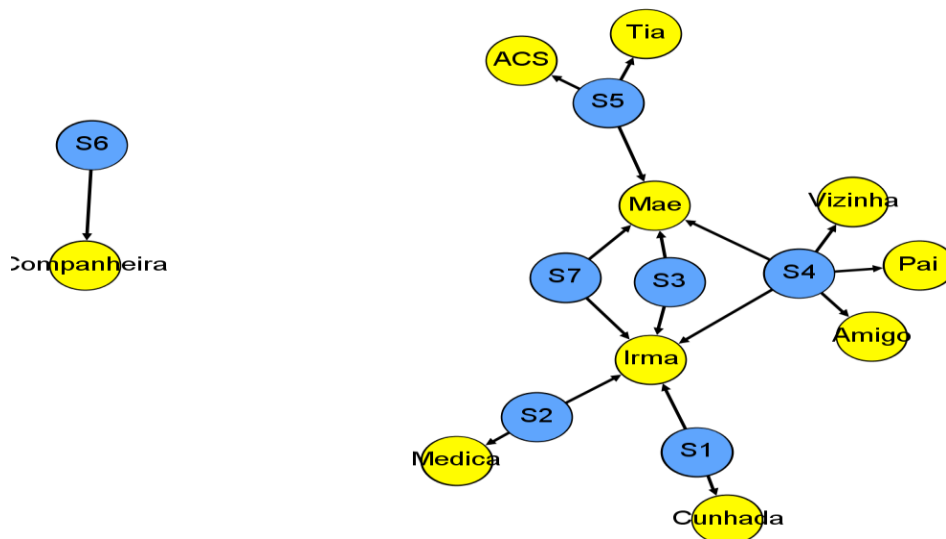 Tia
ACS
S5
S6
Mae
Vizinha
Companheira
S7
S3
S4
Pai
Amigo
Irma
S2
S1
Medica
Cunhada